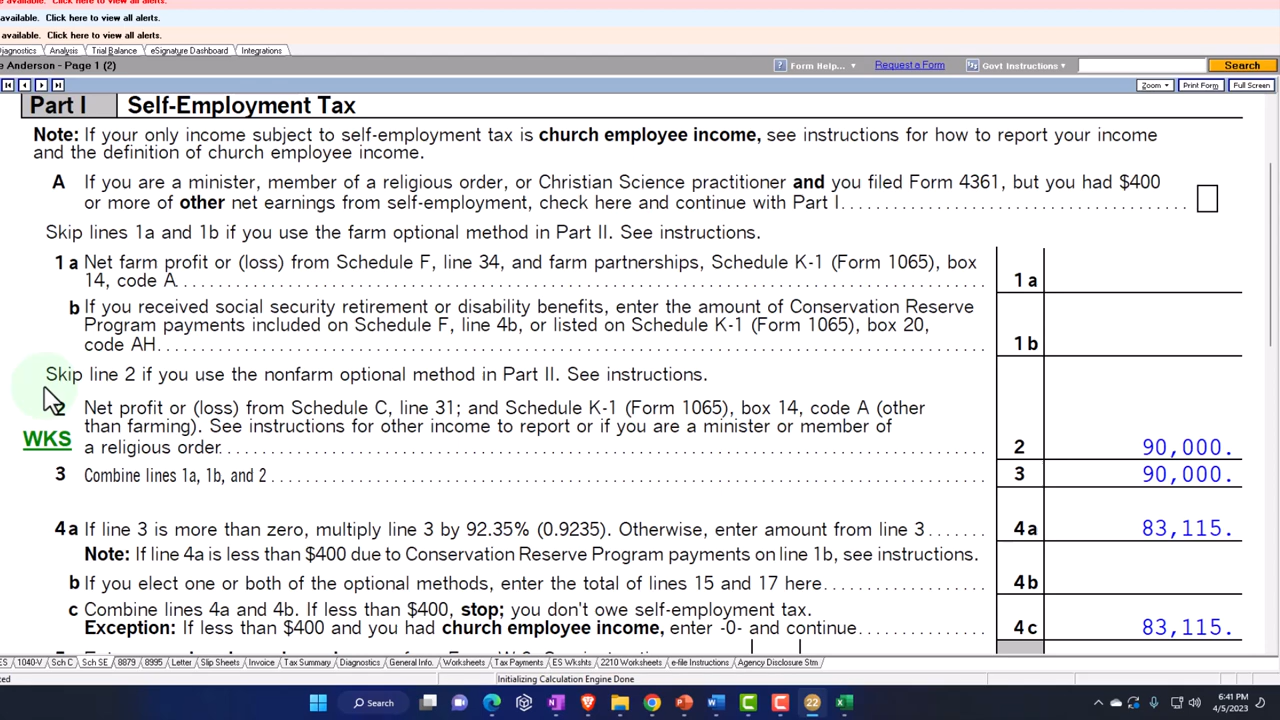 available. Click here to view all alerts.
available. Click here to view all alerts.
available. Click here to view all alerts.
Diagnostics Analysis Trial Balance eSignature Dashboard Integrations
e Anderson - Page 1 (2) Form Help... Request a Form Govt Instructions Search
Zoom Print Form Full Screen
Part I Self-Employment Tax
Note: If your only income subject to self-employment tax is church employee income, see instructions for how to report your income
and the definition of church employee income.
A If you are a minister, member of a religious order, or Christian Science practitioner and you filed Form 4361, but you had $400
or more of other net earnings from self-employment, check here and continue with Part I
Skip lines 1a and 1b if you use the farm optional method in Part II. See instructions.
1 a Net farm profit or (loss) from Schedule F, line 34, and farm partnerships, Schedule K-1 (Form 1065), box
14, code A. 1 a
b If you received social security retirement or disability benefits, enter the amount of Conservation Reserve
Program payments included on Schedule F, line 4b, or listed on Schedule K-1 (Form 1065), box 20,
code AH. 1 b
Skip line 2 if you use the nonfarm optional method in Part II. See instructions.
2 Net profit or (loss) from Schedule C, line 31; and Schedule K-1 (Form 1065), box 14, code A (other
than farming). See instructions for other income to report or if you are a minister or member of
WKS
a religious order. 2 90,000.
3 Combine lines 1a, 1b, and 2 3 90,000.
4 a If line 3 is more than zero, multiply line 3 by 92.35% (0.9235). Otherwise, enter amount from line 3 4a 83,115.
Note: If line 4a is less than $400 due to Conservation Reserve Program payments on line 1b, see instructions.
b If you elect one or both of the optional methods, enter the total of lines 15 and 17 here 4b
c Combine lines 4a and 4b. If less than $400, stop; you don't owe self-employment tax.
Exception: If less than $400 and you had church employee income, enter -0- and continue 4c 83,115.
ES 1040-V Sch C Sch SE 8879 8995 Letter Slip Sheets Invoice Tax Summary Diagnostics General Info. Worksheets Tax Payments ES Wkshts 2210 Worksheets e-file Instructions Agency Disclosure Stm
Initializing Calculation Engine Done
Search 22 6:41 PM
4/5/2023